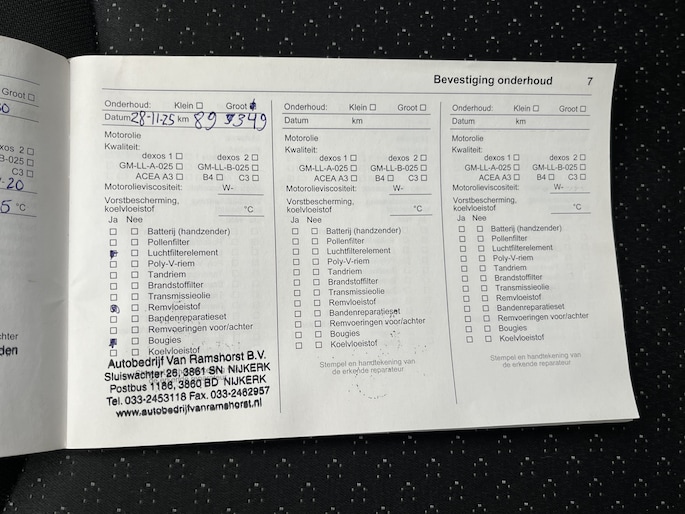 Groot ☐
50
2 ☐
B-025 ☐
C3 ☐
-20
5 °C
chter
den
Bevestiging onderhoud 7
Onderhoud: Klein ☐ Groot
Datum 28-11-25 km 89 349
Motorolie
Kwaliteit:
dexos 1 ☐ dexos 2 ☐
GM-LL-A-025 ☐ GM-LL-B-025 ☐
ACEA A3 ☐ B4 ☐ C3 ☐
Motorolieviscositeit: W-
Vorstbescherming,
koelvloeistof °C
Ja Nee
☐ ☐ Batterij (handzender)
☐ ☐ Pollenfilter
☐ Luchtfilterelement
☐ ☐ Poly-V-riem
☐ ☐ Tandriem
☐ ☐ Brandstoffilter
☐ ☐ Transmissieolie
☐ Remvloeistof
☐ ☐ Bandenreparatieset
☐ ☐ Remvoeringen voor/achter
☐ Bougies
☐ ☐ Koelvloeistof
Autobedrijf Van Ramshorst B.V.
Sluiswachter 26, 3861 SN NIJKERK
Postbus 1186, 3860 BD NIJKERK
Tel. 033-2453118 Fax. 033-2462957
www.autobedrijfvanramshorst.nl
Onderhoud: Klein ☐ Groot ☐
Datum km
Motorolie
Kwaliteit:
dexos 1 ☐ dexos 2 ☐
GM-LL-A-025 ☐ GM-LL-B-025 ☐
ACEA A3 ☐ B4 ☐ C3 ☐
Motorolieviscositeit: W-
Vorstbescherming,
koelvloeistof °C
Ja Nee
☐ ☐ Batterij (handzender)
☐ ☐ Pollenfilter
☐ ☐ Luchtfilterelement
☐ ☐ Poly-V-riem
☐ ☐ Tandriem
☐ ☐ Brandstoffilter
☐ ☐ Transmissieolie
☐ ☐ Remvloeistof
☐ ☐ Bandenreparatieset
☐ ☐ Remvoeringen voor/achter
☐ ☐ Bougies
☐ ☐ Koelvloeistof
Stempel en handtekening van
de erkende reparateur
Onderhoud: Klein ☐ Groot ☐
Datum km
Motorolie
Kwaliteit:
dexos 1 ☐ dexos 2 ☐
GM-LL-A-025 ☐ GM-LL-B-025 ☐
ACEA A3 ☐ B4 ☐ C3 ☐
Motorolieviscositeit: W-
Vorstbescherming,
koelvloeistof °C
Ja Nee
☐ ☐ Batterij (handzender)
☐ ☐ Pollenfilter
☐ ☐ Luchtfilterelement
☐ ☐ Poly-V-riem
☐ ☐ Tandriem
☐ ☐ Brandstoffilter
☐ ☐ Transmissieolie
☐ ☐ Remvloeistof
☐ ☐ Bandenreparatieset
☐ ☐ Remvoeringen voor/achter
☐ ☐ Bougies
☐ ☐ Koelvloeistof
Stempel en handtekening van
de erkende reparateur